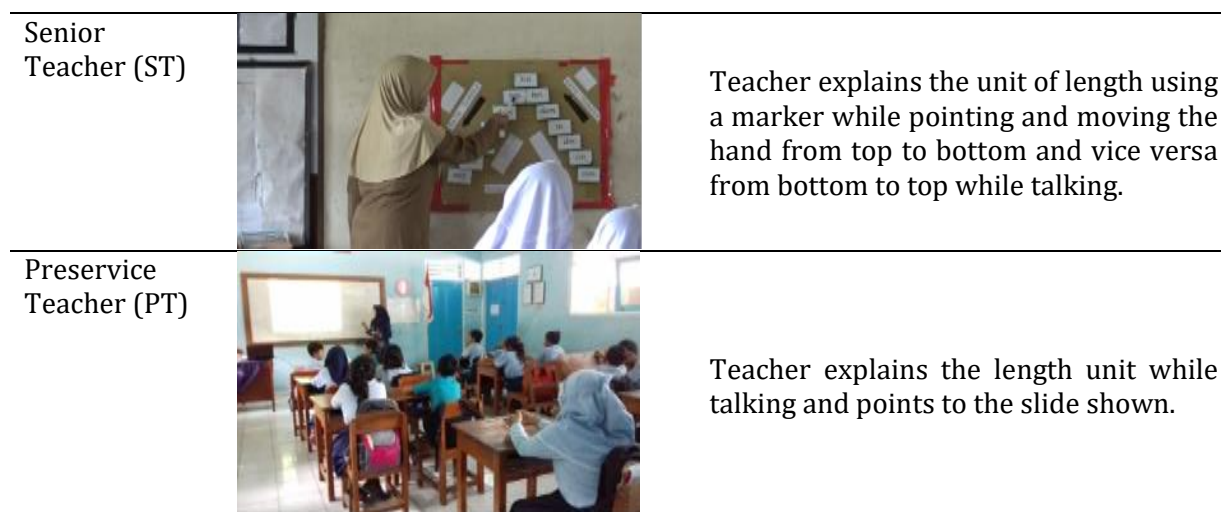 Senior
Teacher (ST)
Teacher explains the unit of length using
a marker while pointing and moving the
hand from top to bottom and vice versa
from bottom to top while talking.
Preservice
Teacher (PT)
Teacher explains the length unit while
talking and points to the slide shown.